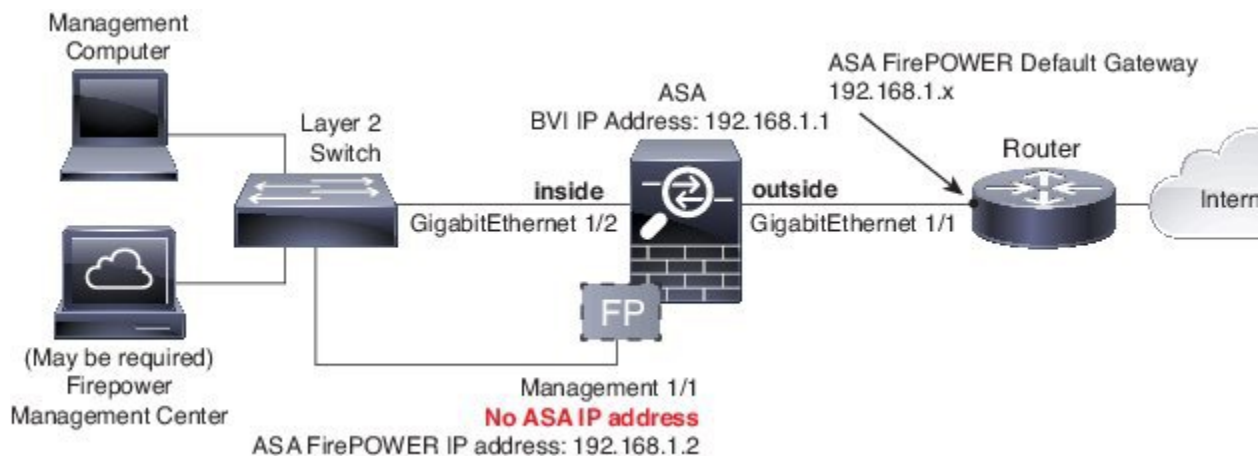 Management
Computer
Layer 2
Switch
ASA
BVI IP Address: 192.168.1.1
ASA FirePOWER Default Gateway
192.168.1.x
Router
inside
outside
GigabitEthernet 1/2
GigabitEthernet 1/1
Intern
FP
(May be required)
Firepower
Management Center
Management 1/1
No ASA IP address
ASA FirePOWER IP address: 192.168.1.2